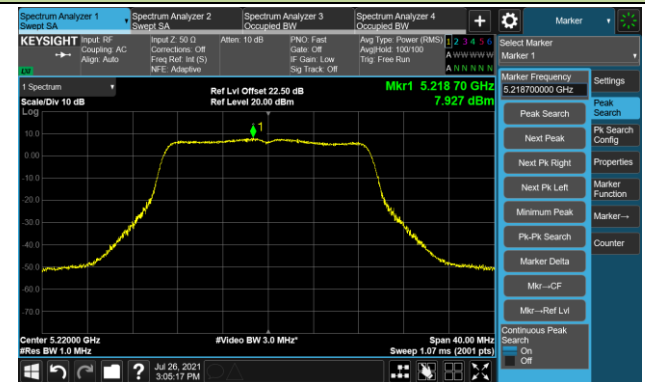 Spectrum Analyzer 1
Swept SA
Spectrum Analyzer 2
Swept SA
Spectrum Analyzer 3
Occupied BW
Spectrum Analyzer 4
Occupied BW
+
Marker
KEYSIGHT
Input: RF
Coupling: AC
Align: Auto
Input Z: 50 Ω
Corrections: Off
Freq Ref: Int (S)
NFE: Adaptive
Atten: 10 dB
PNO: Fast
Gate: Off
IF Gain: Low
Sig Track: Off
Avg Type: Power (RMS)
Avg|Hold: 100/100
Trig: Free Run
1 2 3 4 5 6
A W W W W W
A N N N N N
Select Marker
Marker 1
1 Spectrum
Scale/Div 10 dB
Log
Ref Lvl Offset 22.50 dB
Ref Level 20.00 dBm
Mkr1 5.218 70 GHz
7.927 dBm
1
10.0
0.00
-10.0
-20.0
-30.0
-40.0
-50.0
-60.0
-70.0
Center 5.22000 GHz
#Res BW 1.0 MHz
#Video BW 3.0 MHz*
Span 40.00 MHz
Sweep 1.07 ms (2001 pts)
Marker Frequency
5.218700000 GHz
Peak Search
Next Peak
Next Pk Right
Next Pk Left
Minimum Peak
Pk-Pk Search
Marker Delta
Mkr→CF
Mkr→Ref Lvl
Continuous Peak
Search
On
Off
Settings
Peak
Search
Pk Search
Config
Properties
Marker
Function
Marker→
Counter
?
Jul 26, 2021
3:05:17 PM